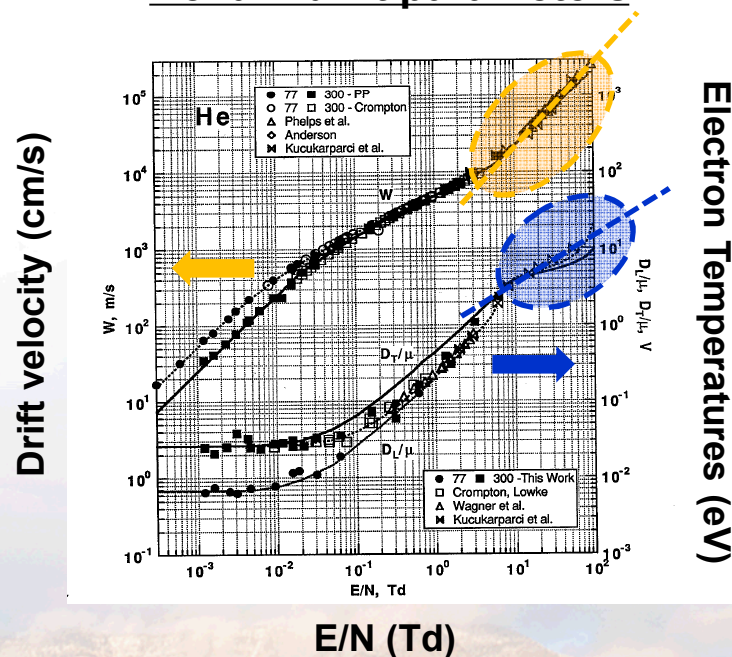 He
77 300 - PP
77 300 - Crompton
Phelps et al.
Anderson
Kucukarparci et al.
W
D_T/μ
D_L/μ
77 300 -This Work
Crompton, Lowke
Wagner et al.
Kucukarparci et al.
10^5
10^4
10^3
10^2
10^1
10^0
10^-1
W, m/s
Drift velocity (cm/s)
10^3
10^2
10^1
10^0
10^-1
10^-2
10^-3
D_L/μ, D_T/μ, V
Electron Temperatures (eV)
10^-3 10^-2 10^-1 10^0 10^1 10^2
E/N, Td
E/N (Td)